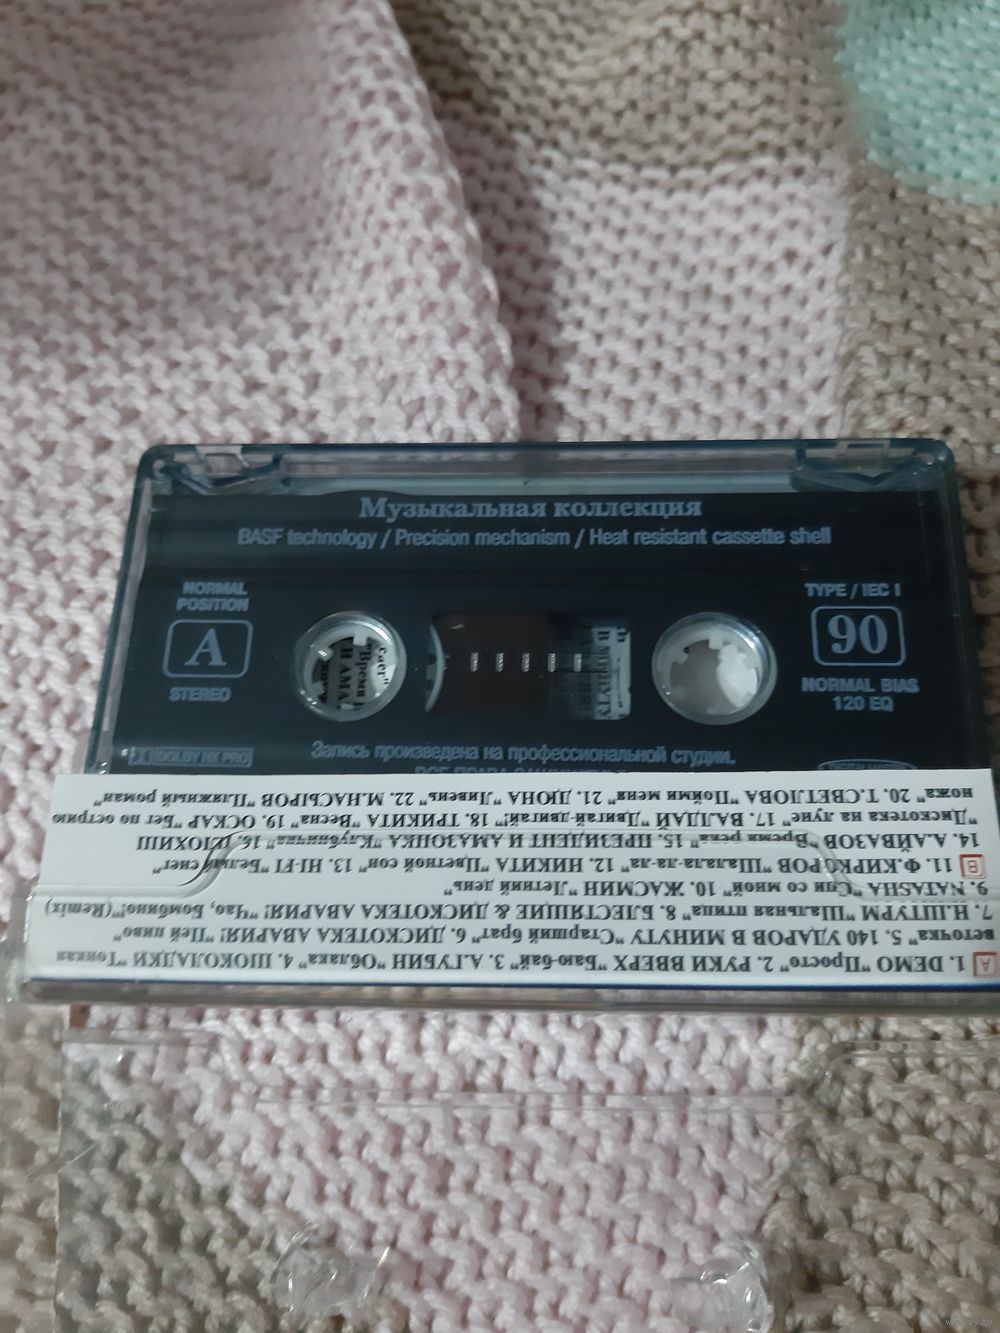 Музыкальная коллекция
BASF technology / Precision mechanism / Heat resistant cassette shell
NORMAL
POSITION
A
STEREO
TYPE / IEC I
90
NORMAL BIAS
120 EQ
DOLBY HX PRO
Запись произведена на профессиональной студии.
A 1. DEMO "Просто" 2. РУКИ ВВЕРХ "Баю-бай" 3. А.ГУБИН "Облака" 4. ШОКОЛАДКИ "Тонкая
веточка" 5. 140 УДАРОВ В МИНУТУ "Старший брат" 6. ДИСКОТЕКА АВАРИЯ! "Пей пиво"
7. Н.ШТУРМ "Шальная птица" 8. БЛЕСТЯЩИЕ & ДИСКОТЕКА АВАРИЯ! "Чао, Бомбино!"(Remix)
9. NATASHA "Спи со мной" 10. ЖАСМИН "Летний день"
B 11. Ф.КИРКОРОВ "Шалала-ла-ла" 12. НИКИТА "Цветной сон" 13. HI-FI "Белый снег"
14. А.АЙВАЗОВ "Время река" 15. ПРЕЗИДЕНТ И АМАЗОНКА "Клубничка" 16. ПЛОХИШ
"Дискотека на луне" 17. ВАЛДАЙ "Двигай-двигай!" 18. ТРИКИТА "Весна" 19. ОСКАР "Бег по острию
ножа" 20. Т.СВЕТЛОВА "Пойми меня" 21. ДЮНА "Ливень" 22. М.НАСЫРОВ "Пляжный роман"